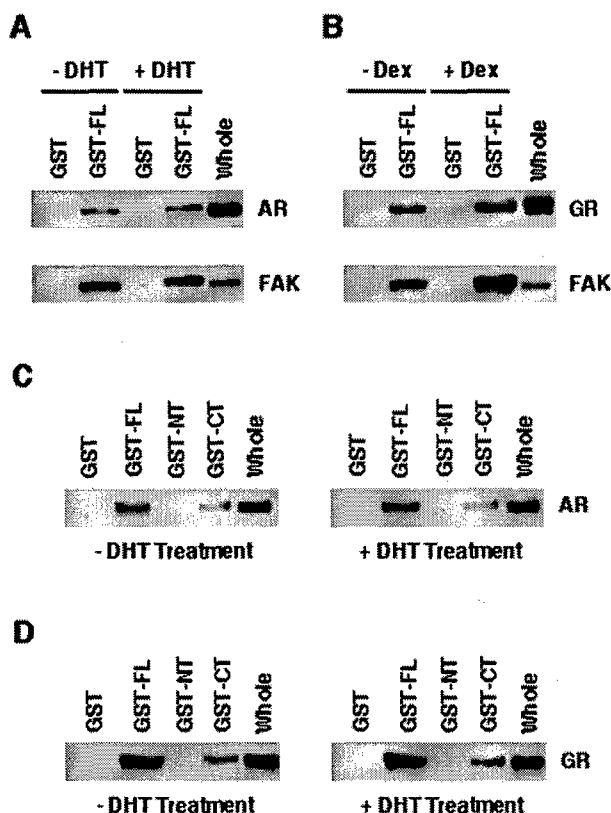 A
B
- DHT + DHT
- Dex + Dex
GST GST-FL GST GST-FL Whole
GST GST-FL GST GST-FL Whole
AR
GR
FAK
FAK
C
GST GST-FL GST-NT GST-CT Whole
GST GST-FL GST-NT GST-CT Whole
AR
- DHT Treatment
+ DHT Treatment
D
GST GST-FL GST-NT GST-CT Whole
GST GST-FL GST-NT GST-CT Whole
GR
- DHT Treatment
+ DHT Treatment